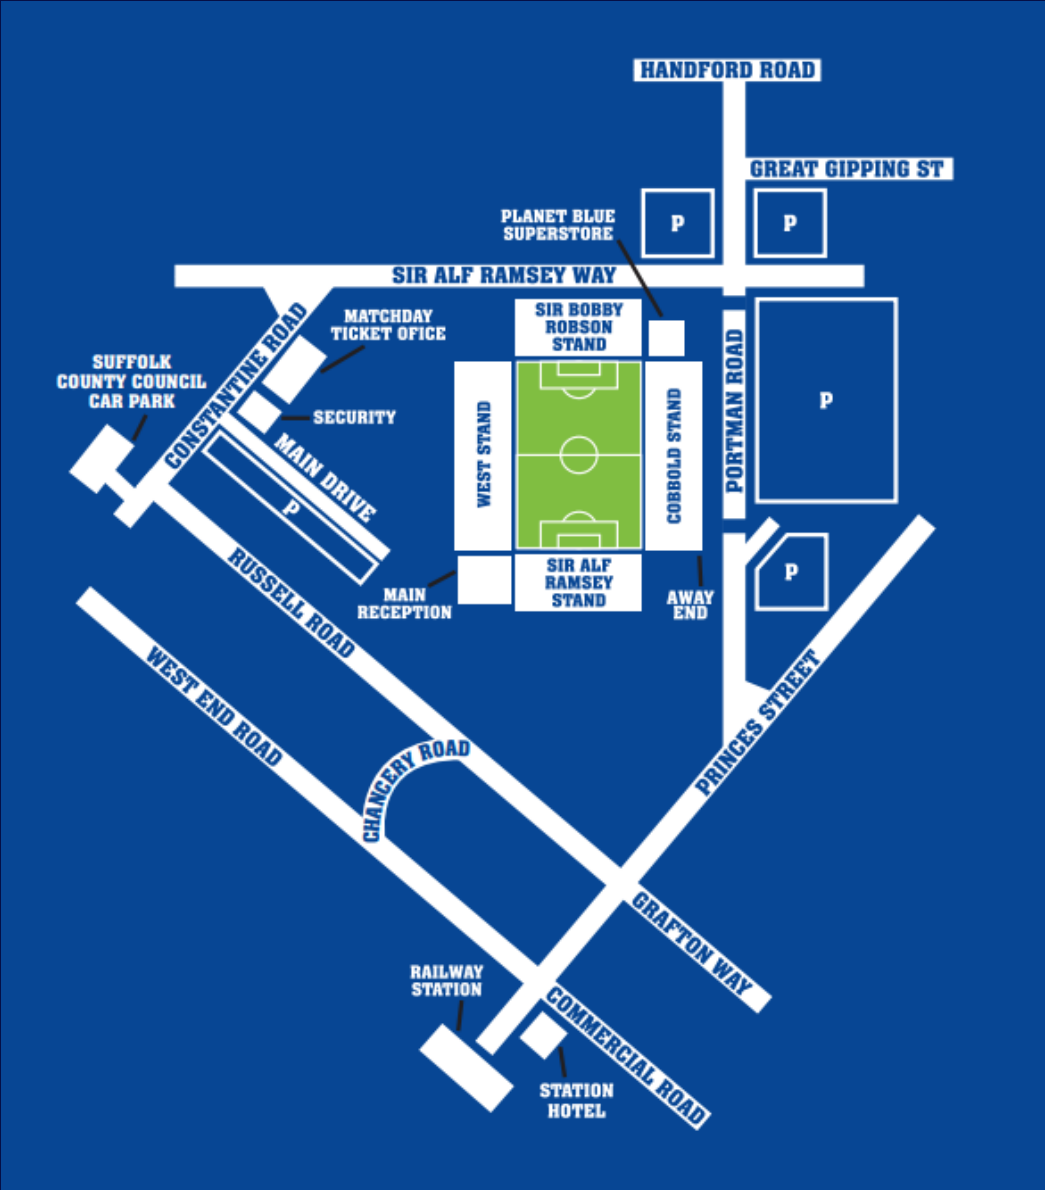 HANDFORD ROAD
GREAT GIPPING ST
PLANET BLUE
SUPERSTORE
P
P
SIR ALF RAMSEY WAY
SIR BOBBY
ROBSON
STAND
MATCHDAY
TICKET OFICE
CONSTANTINE ROAD
SUFFOLK
COUNTY COUNCIL
CAR PARK
SECURITY
MAIN DRIVE
P
WEST STAND
COBBOLD STAND
PORTMAN ROAD
P
SIR ALF
RAMSEY
STAND
MAIN
RECEPTION
AWAY
END
P
RUSSELL ROAD
WEST END ROAD
CHANCERY ROAD
PRINCES STREET
GRAFTON WAY
RAILWAY
STATION
COMMERCIAL ROAD
STATION
HOTEL